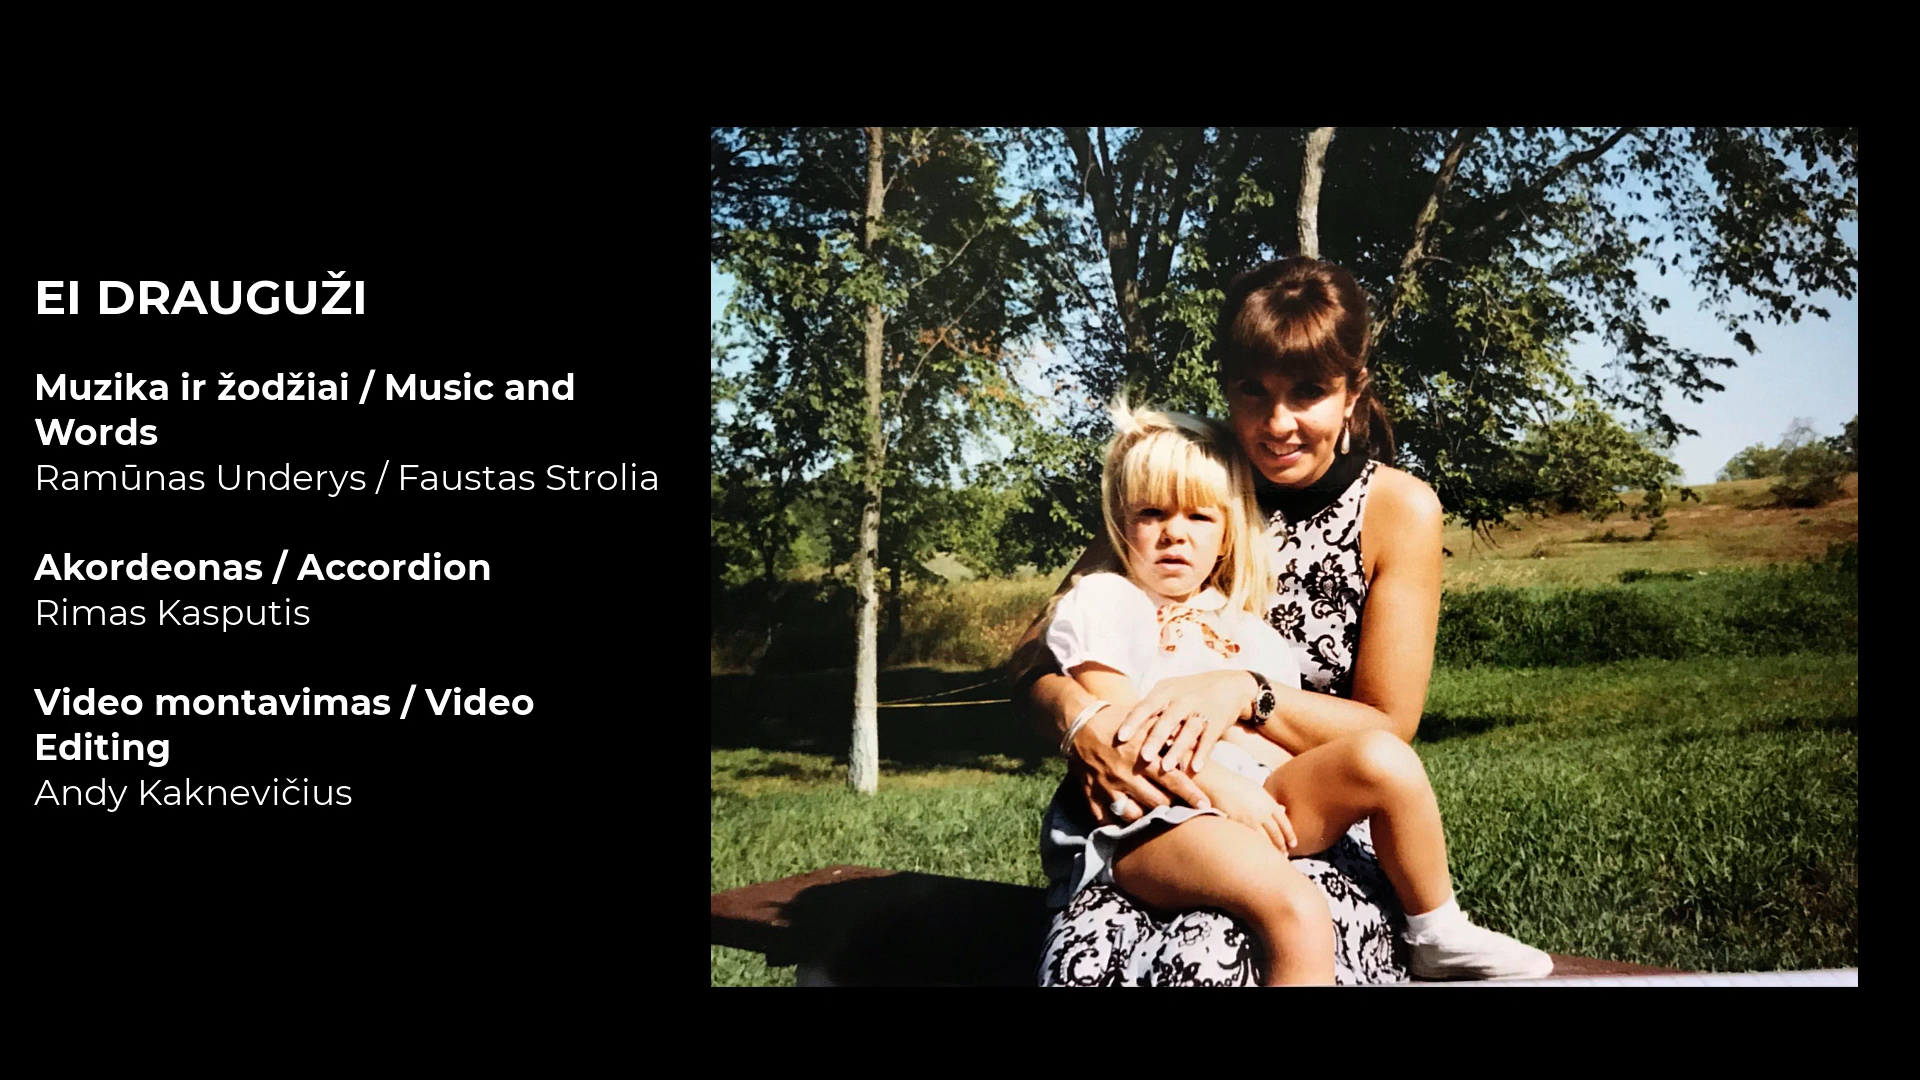 EI DRAUGUŽI
Muzika ir žodžiai / Music and
Words
Ramūnas Underys / Faustas Strolia
Akordeonas / Accordion
Rimas Kasputis
Video montavimas / Video
Editing
Andy Kaknevičius